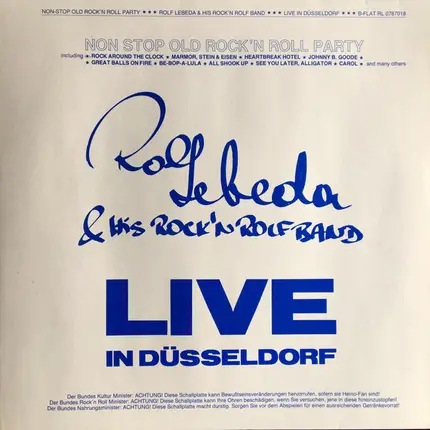 NON-STOP OLD ROCK'N ROLL PARTY ★★★ ROLF LEBEDA & HIS ROCK'N ROLF BAND ★★★ LIVE IN DÜSSELDORF ★★★ B-FLAT RL 0787018
NON STOP OLD ROCK'N ROLL PARTY
including ★ ROCK AROUND THE CLOCK ★ MARMOR, STEIN & EISEN ★ HEARTBREAK HOTEL ★ JOHNNY B. GOODE ★
★ GREAT BALLS ON FIRE ★ BE-BOP-A-LULA ★ ALL SHOOK UP ★ SEE YOU LATER, ALLIGATOR ★ CAROL ★ and many others
Rolf Lebeda
& HIS ROCK'N ROLF BAND
LIVE
IN DÜSSELDORF
Der Bundes Kultur Minister: ACHTUNG! Diese Schallplatte kann Bewußtseinsveränderungen hervorrufen, sofern sie Heino-Fan sind!
Der Bundes Rock'n Roll Minister: ACHTUNG! Diese Schallplatte kann Ihre Ohren beschädigen, wenn Sie versuchen, jene in diese hineinzustopfen!
Der Bundes Nahrungsminister: ACHTUNG! Diese Schallplatte macht durstig. Sorgen Sie vor dem Abspielen für einen ausreichenden Getränkevorrat!